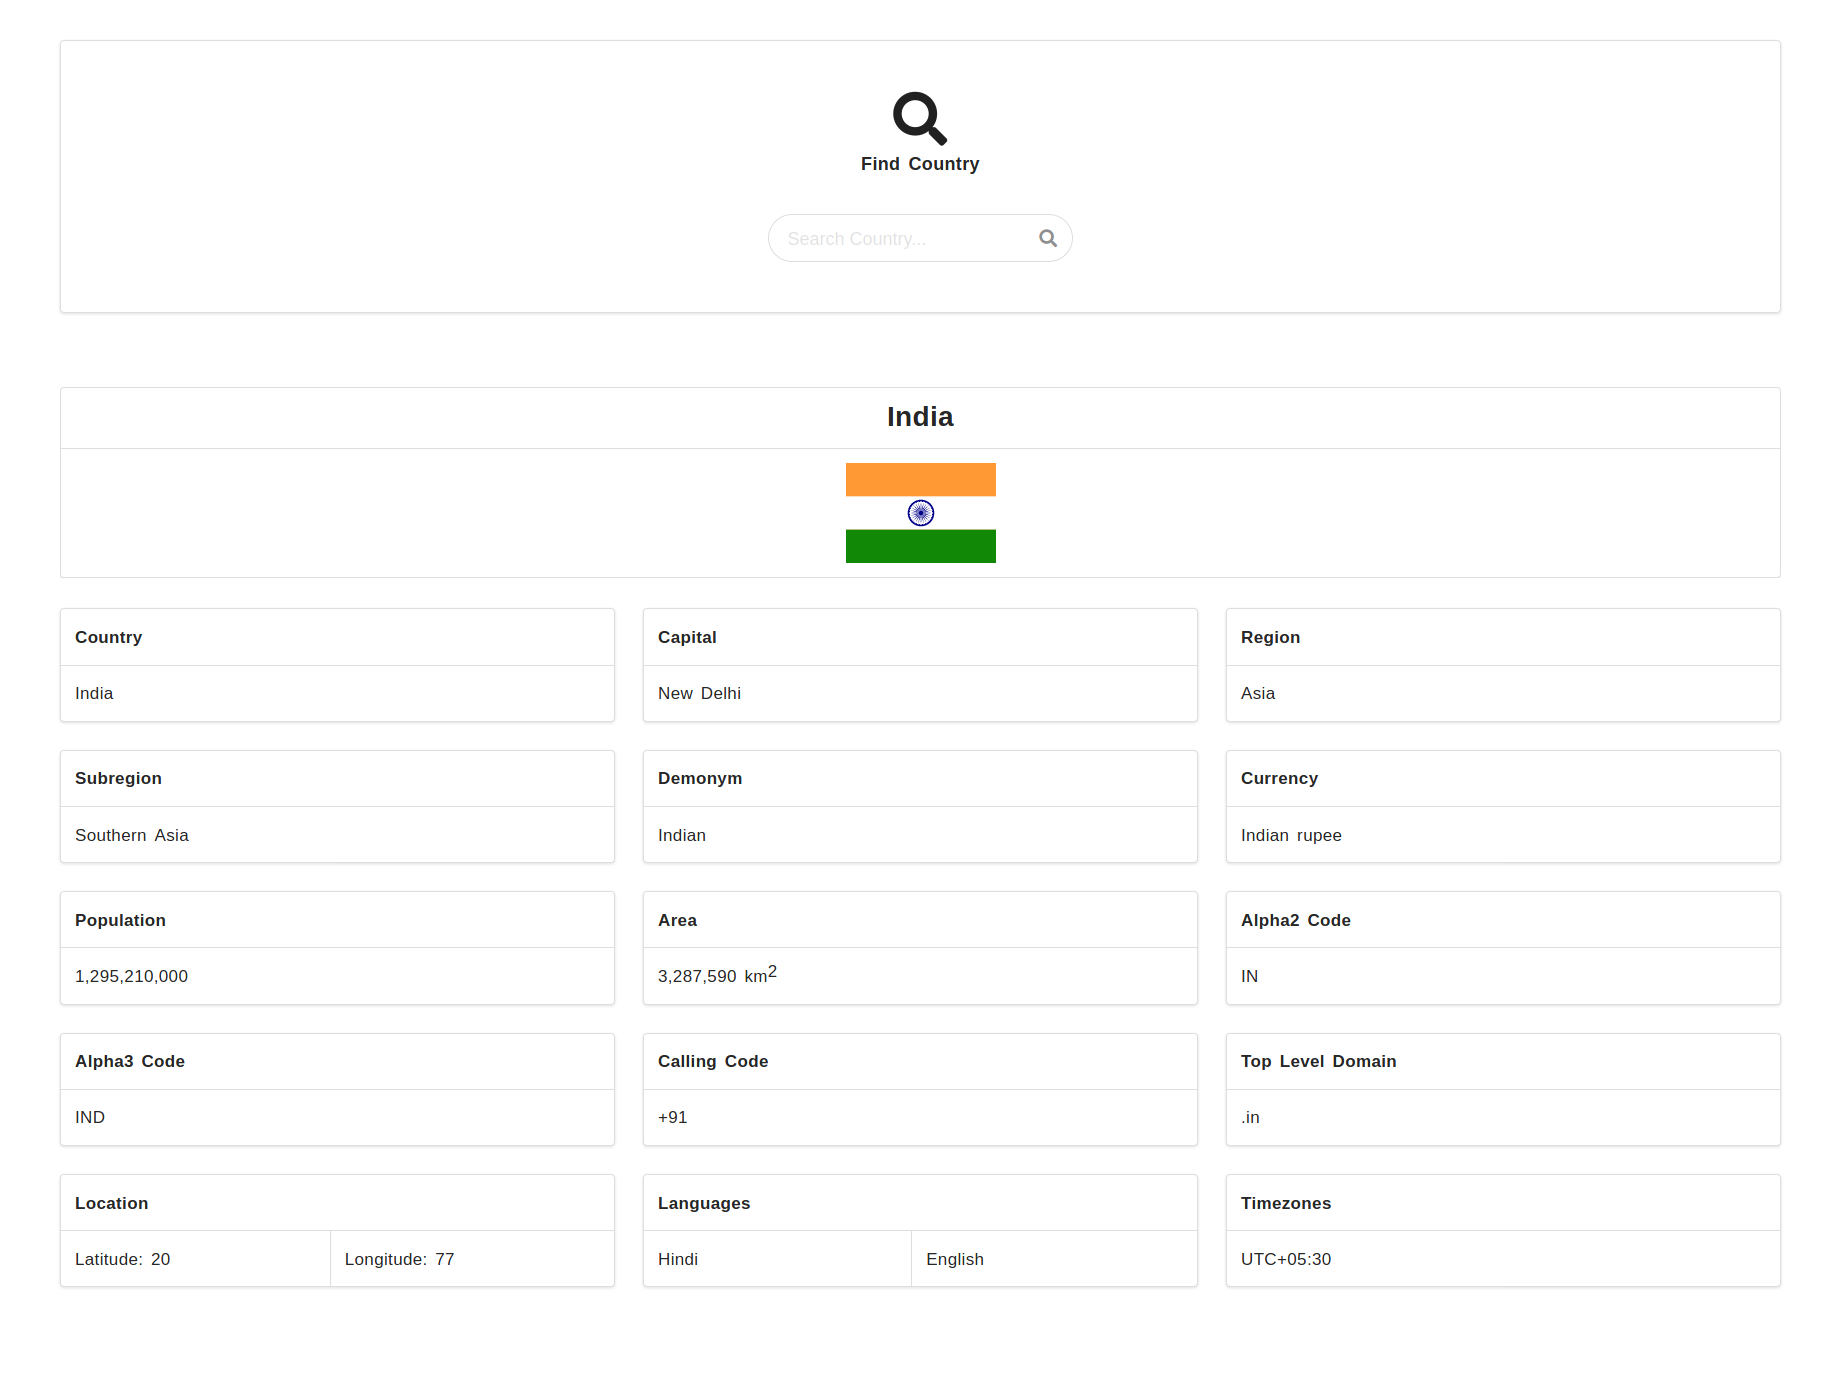 Find Country
Search Country...
India
Country
India
Capital
New Delhi
Region
Asia
Subregion
Southern Asia
Demonym
Indian
Currency
Indian rupee
Population
1,295,210,000
Area
3,287,590 km2
Alpha2 Code
IN
Alpha3 Code
IND
Calling Code
+91
Top Level Domain
.in
Location
Latitude: 20
Longitude: 77
Languages
Hindi
English
Timezones
UTC+05:30